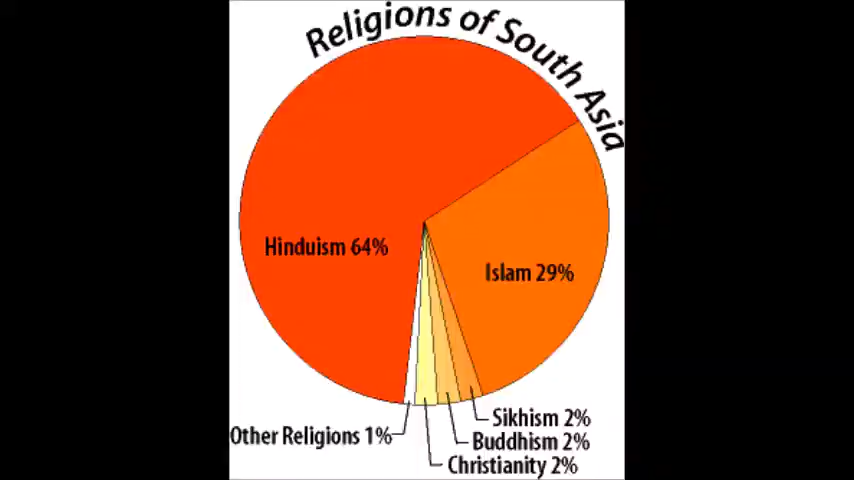 Religions of South Asia
Hinduism 64%
Islam 29%
Sikhism 2%
Other Religions 1%
Buddhism 2%
Christianity 2%